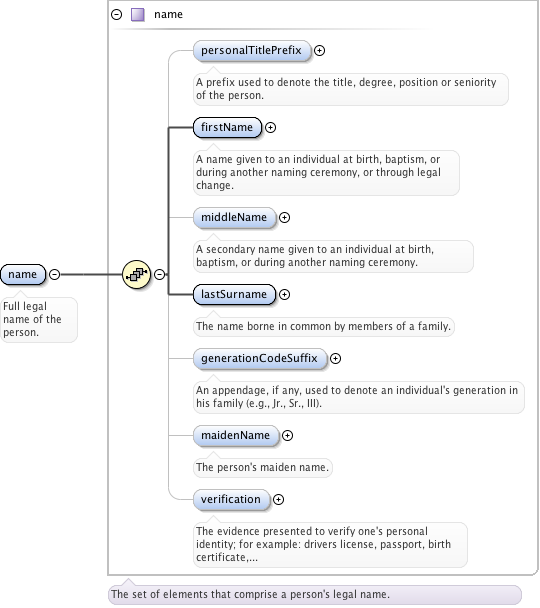 name
personalTitlePrefix
A prefix used to denote the title, degree, position or seniority
of the person.
firstName
A name given to an individual at birth, baptism, or
during another naming ceremony, or through legal
change.
middleName
A secondary name given to an individual at birth,
baptism, or during another naming ceremony.
name
Full legal
name of the
person.
lastSurname
The name borne in common by members of a family.
generationCodeSuffix
An appendage, if any, used to denote an individual's generation in
his family (e.g., Jr., Sr., III).
maidenName
The person's maiden name.
verification
The evidence presented to verify one's personal
identity; for example: drivers license, passport, birth
certificate,...
The set of elements that comprise a person's legal name.